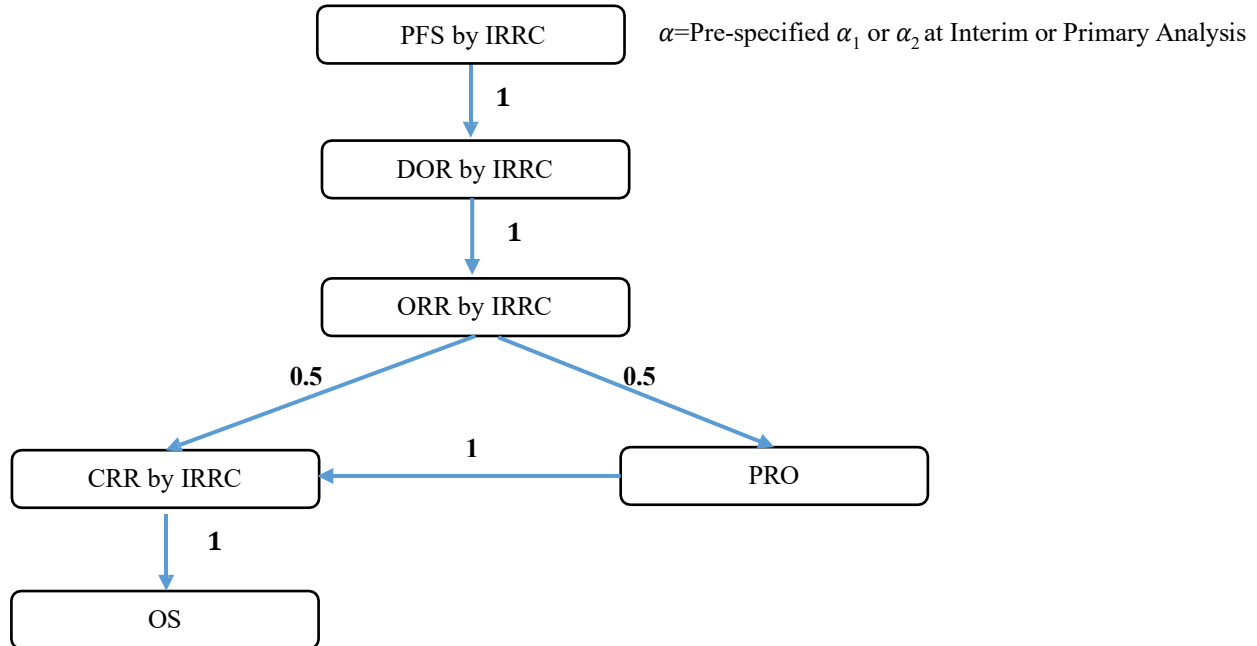 PFS by IRRC
α=Pre-specified α₁ or α₂ at Interim or Primary Analysis
1
DOR by IRRC
1
ORR by IRRC
0.5
0.5
1
CRR by IRRC
PRO
1
OS